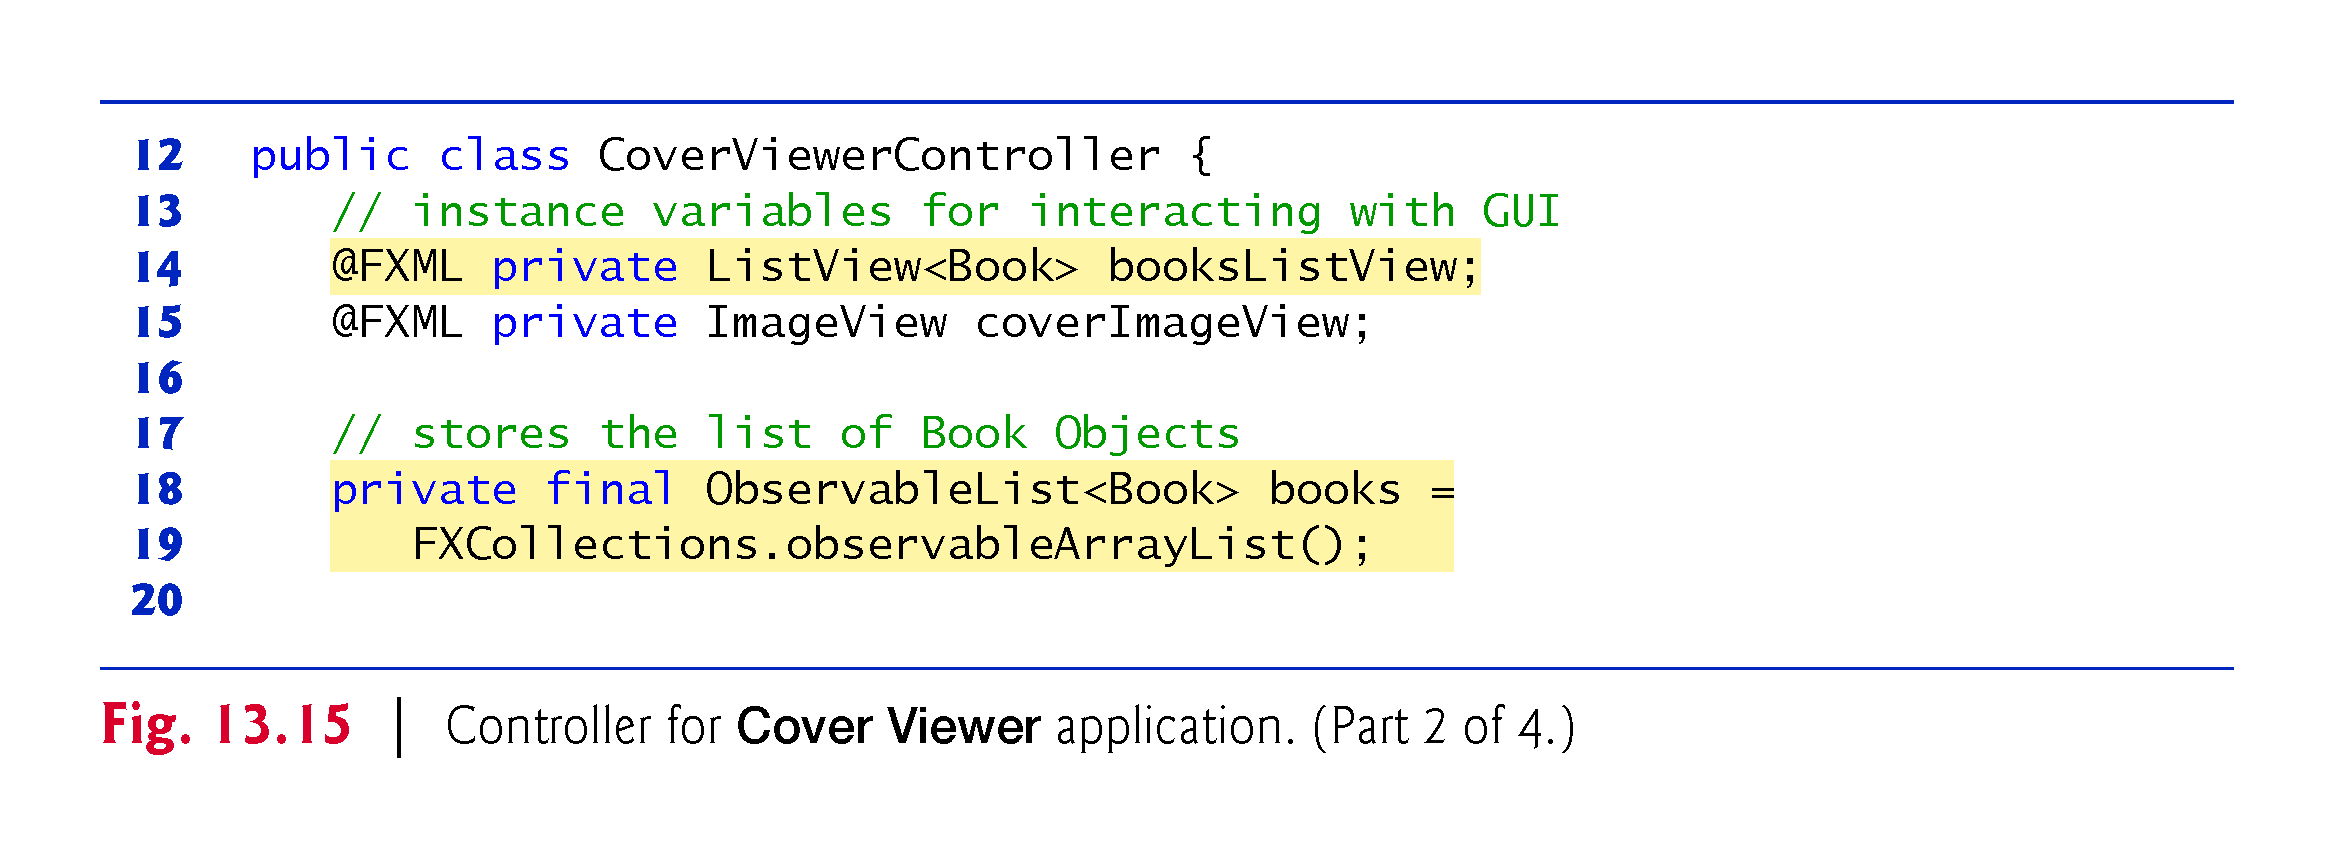 12 public class CoverViewerController {
13 // instance variables for interacting with GUI
14 @FXML private ListView<Book> booksListView;
15 @FXML private ImageView coverImageView;
16
17 // stores the list of Book Objects
18 private final ObservableList<Book> books =
19 FXCollections.observableArrayList();
20
Fig. 13.15 | Controller for Cover Viewer application. (Part 2 of 4.)